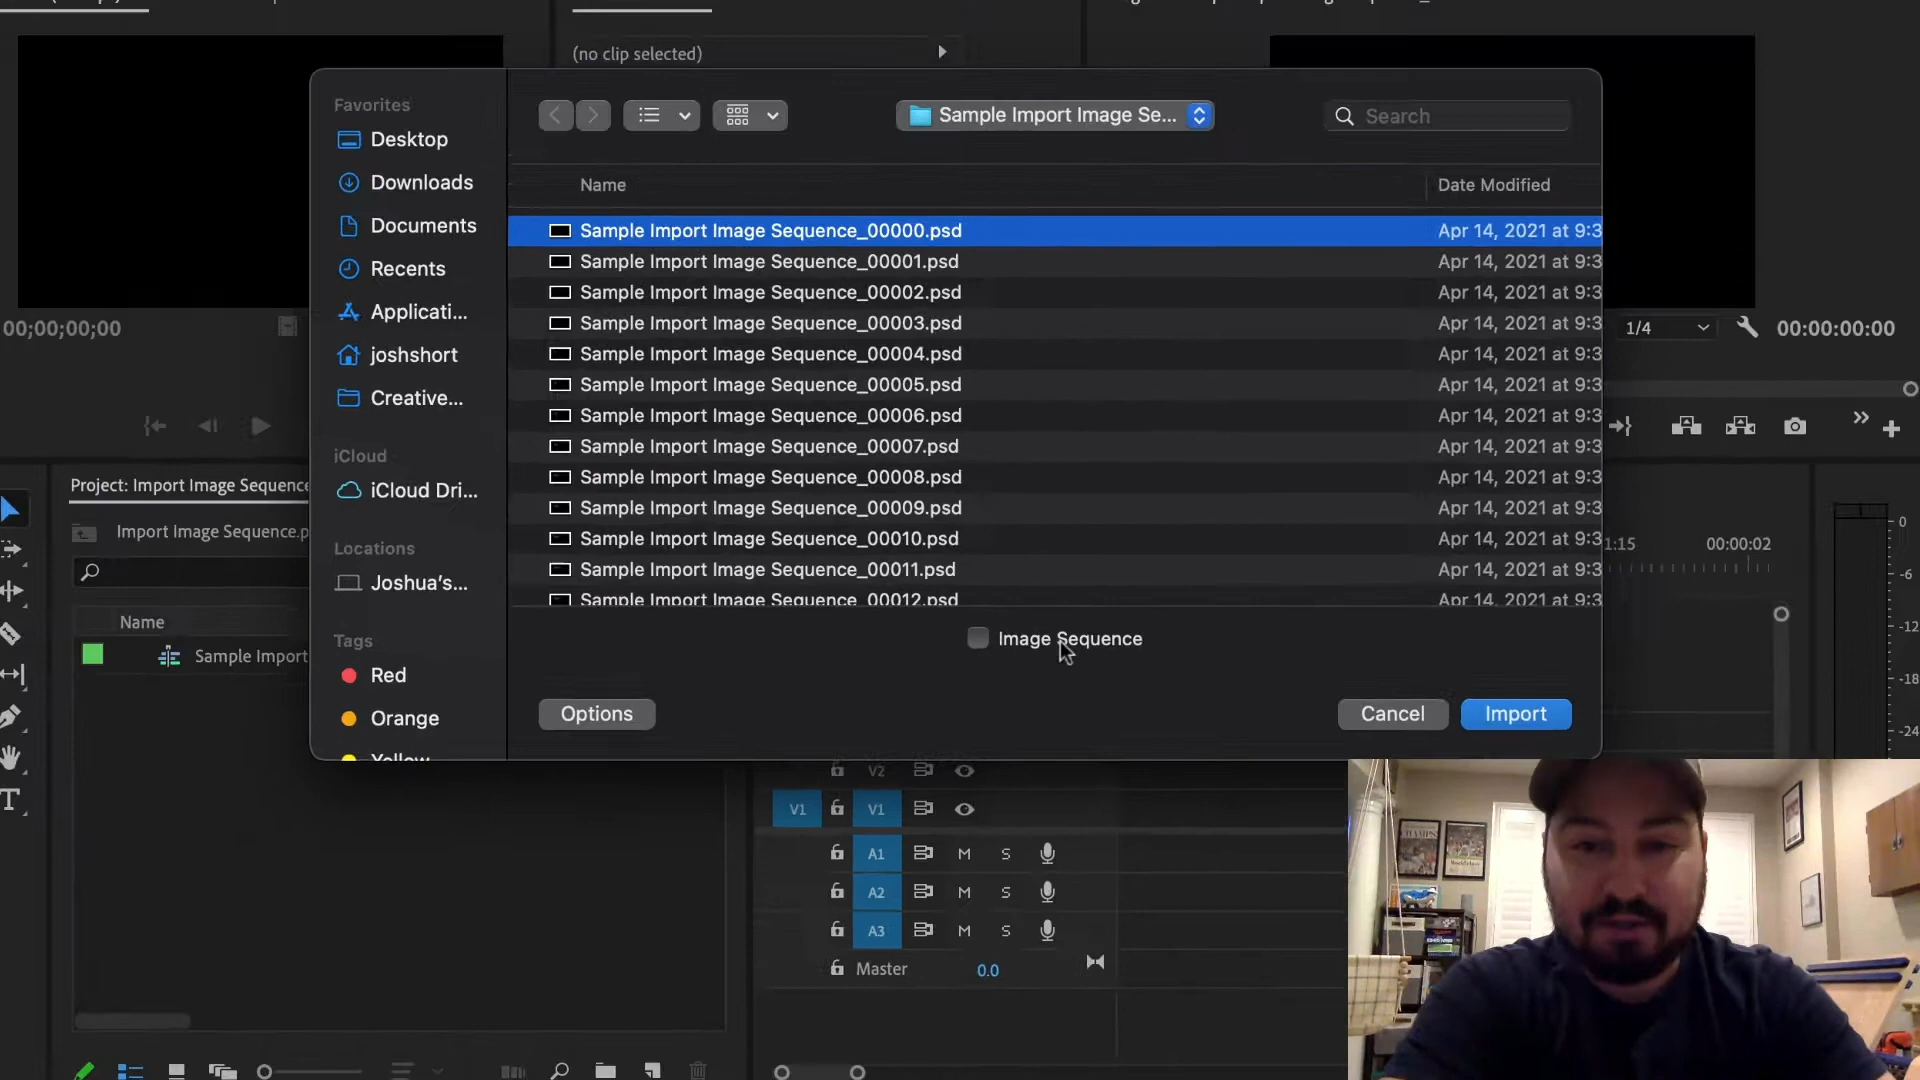 (no clip selected)
Favorites
Desktop
Downloads
Documents
Recents
Applicati...
joshshort
Creative...
iCloud
iCloud Dri...
Locations
Joshua's...
Tags
Red
Orange
Yellow
Sample Import Image Se...
Search
Name
Date Modified
Sample Import Image Sequence_00000.psd
Apr 14, 2021 at 9:3
Sample Import Image Sequence_00001.psd
Apr 14, 2021 at 9:3
Sample Import Image Sequence_00002.psd
Apr 14, 2021 at 9:3
Sample Import Image Sequence_00003.psd
Apr 14, 2021 at 9:3
Sample Import Image Sequence_00004.psd
Apr 14, 2021 at 9:3
Sample Import Image Sequence_00005.psd
Apr 14, 2021 at 9:3
Sample Import Image Sequence_00006.psd
Apr 14, 2021 at 9:3
Sample Import Image Sequence_00007.psd
Apr 14, 2021 at 9:3
Sample Import Image Sequence_00008.psd
Apr 14, 2021 at 9:3
Sample Import Image Sequence_00009.psd
Apr 14, 2021 at 9:3
Sample Import Image Sequence_00010.psd
Apr 14, 2021 at 9:3
Sample Import Image Sequence_00011.psd
Apr 14, 2021 at 9:3
Sample Import Image Sequence_00012.psd
Apr 14, 2021 at 9:3
Image Sequence
Options
Cancel
Import
00;00;00;00
1/4
00:00:00:00
Project: Import Image Sequence
Import Image Sequence.p
Name
Sample Import
1:15
00:00:02
0
-6
-12
-18
-24
V2
V1
V1
A1
M
S
A2
M
S
A3
M
S
Master
0.0